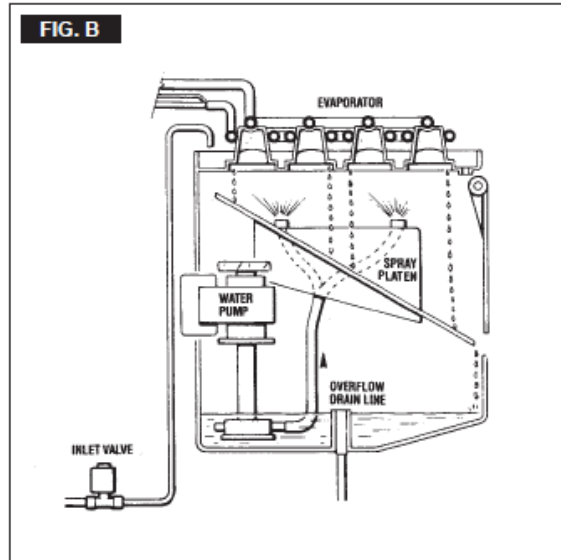 FIG. B
EVAPORATOR
SPRAY
PLATEN
WATER
PUMP
OVERFLOW
DRAIN LINE
INLET VALVE